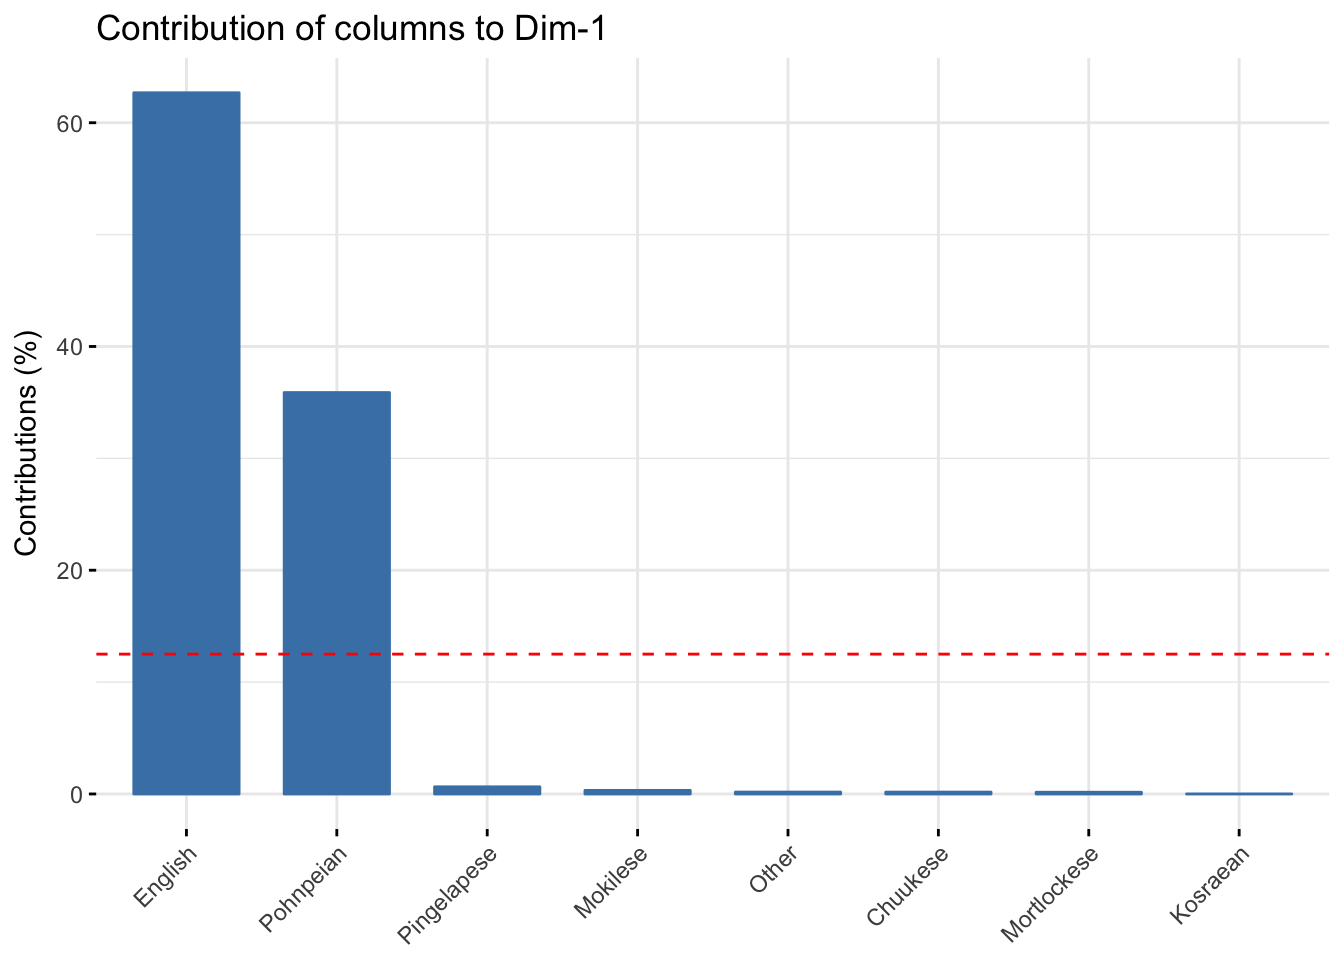 Contribution of columns to Dim-1
Contributions (%)
60
40
20
0
English
Pohnpeian
Pingelapese
Mokilese
Other
Chuukese
Mortlockese
Kosraean